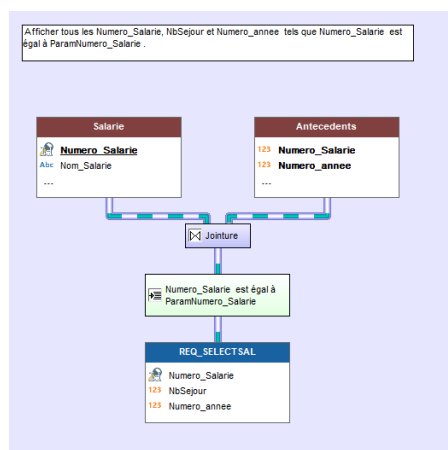 Afficher tous les Numero_Salarie, NbSejour et Numero_annee tels que Numero_Salarie est
égal à ParamNumero_Salarie .
Salarie
Numero_Salarie
Abc Nom_Salarie
---
Antecedents
123 Numero_Salarie
123 Numero_annee
---
Jointure
Numero_Salarie est égal à
ParamNumero_Salarie
REQ_SELECTSAL
Numero_Salarie
123 NbSejour
123 Numero_annee